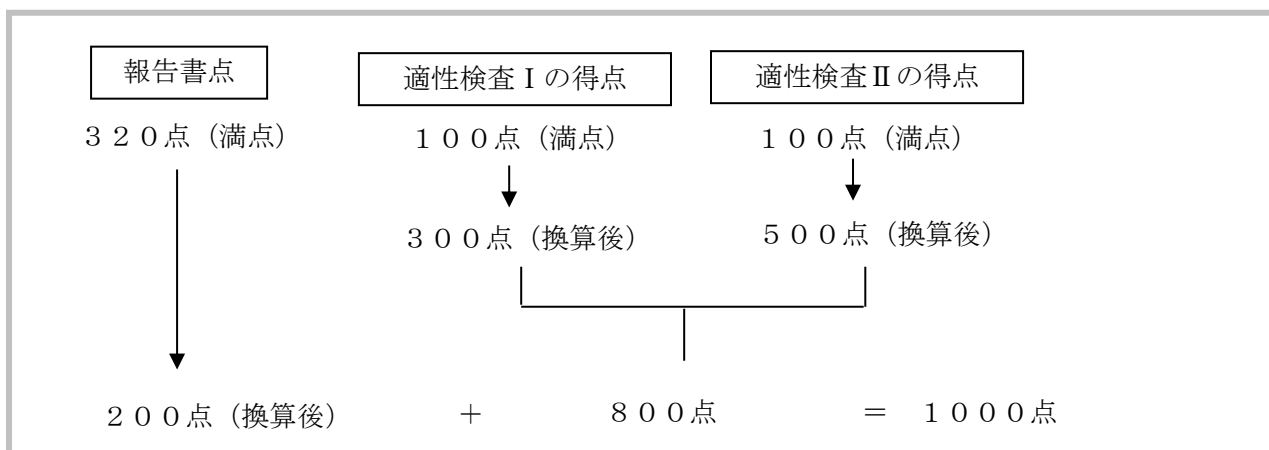 報告書点 適性検査Ⅰの得点 適性検査Ⅱの得点
３２０点（満点） １００点（満点） １００点（満点）
３００点（換算後） ５００点（換算後）
２００点（換算後） ＋ ８００点 ＝ １０００点